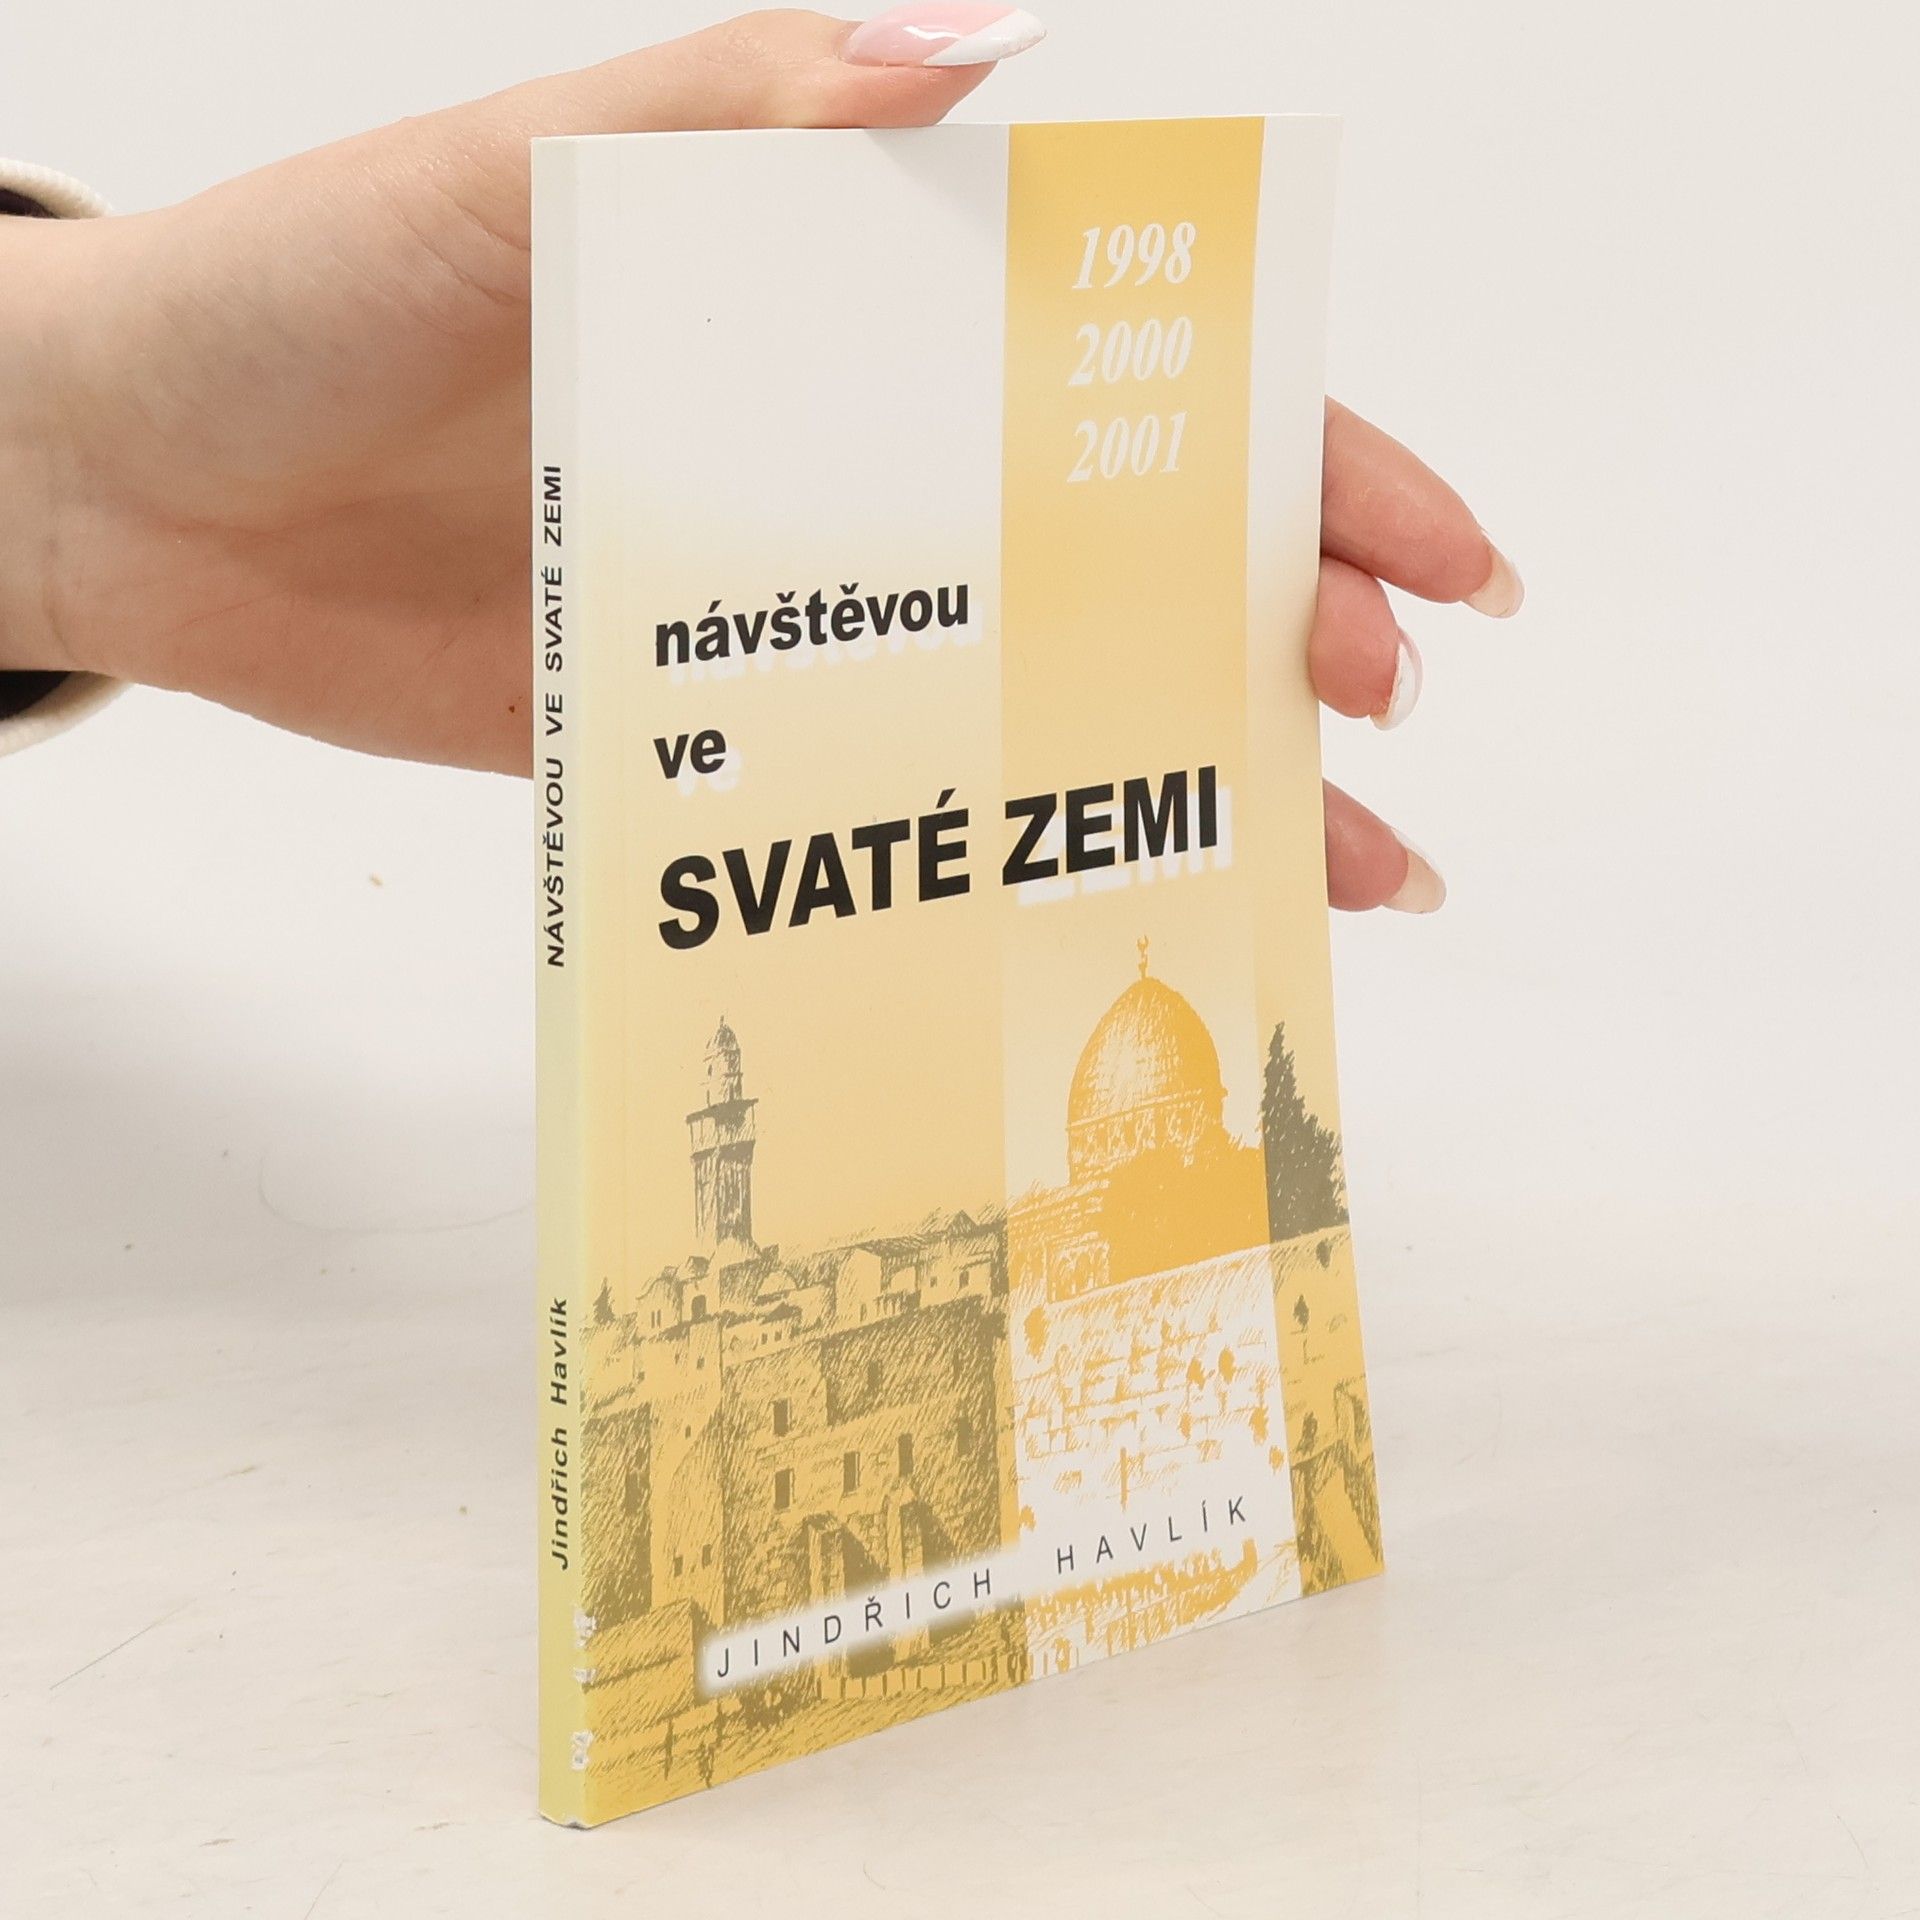 1998
2000
2001
návštěvou
ve
SVATÉ ZEMI
JINDŘICH HAVLÍK
NÁVŠTĚVOU VE SVATÉ ZEMI
Jindřich Havlík